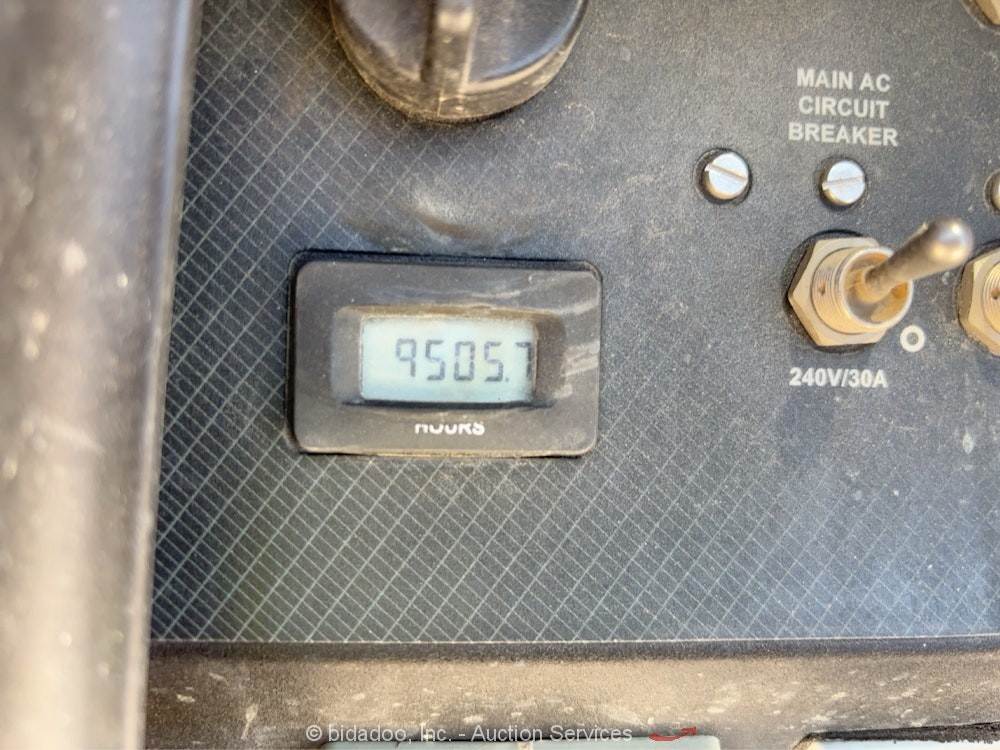 MAIN AC
CIRCUIT
BREAKER
9505.7
HOURS
240V/30A
© bidadoo, Inc. - Auction Services